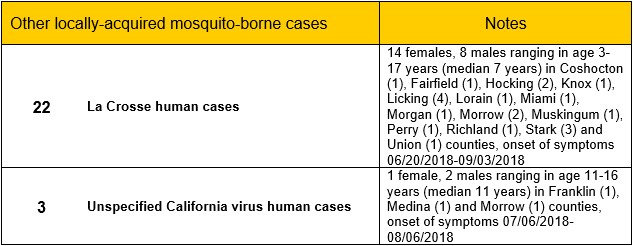 Other locally-acquired mosquito-borne cases
Notes
22
La Crosse human cases
14 females, 8 males ranging in age 3-
17 years (median 7 years) in Coshocton
(1), Fairfield (1), Hocking (2), Knox (1),
Licking (4), Lorain (1), Miami (1),
Morgan (1), Morrow (2), Muskingum (1),
Perry (1), Richland (1), Stark (3) and
Union (1) counties, onset of symptoms
06/20/2018-09/03/2018
3
Unspecified California virus human cases
1 female, 2 males ranging in age 11-16
years (median 11 years) in Franklin (1),
Medina (1) and Morrow (1) counties,
onset of symptoms 07/06/2018-
08/06/2018